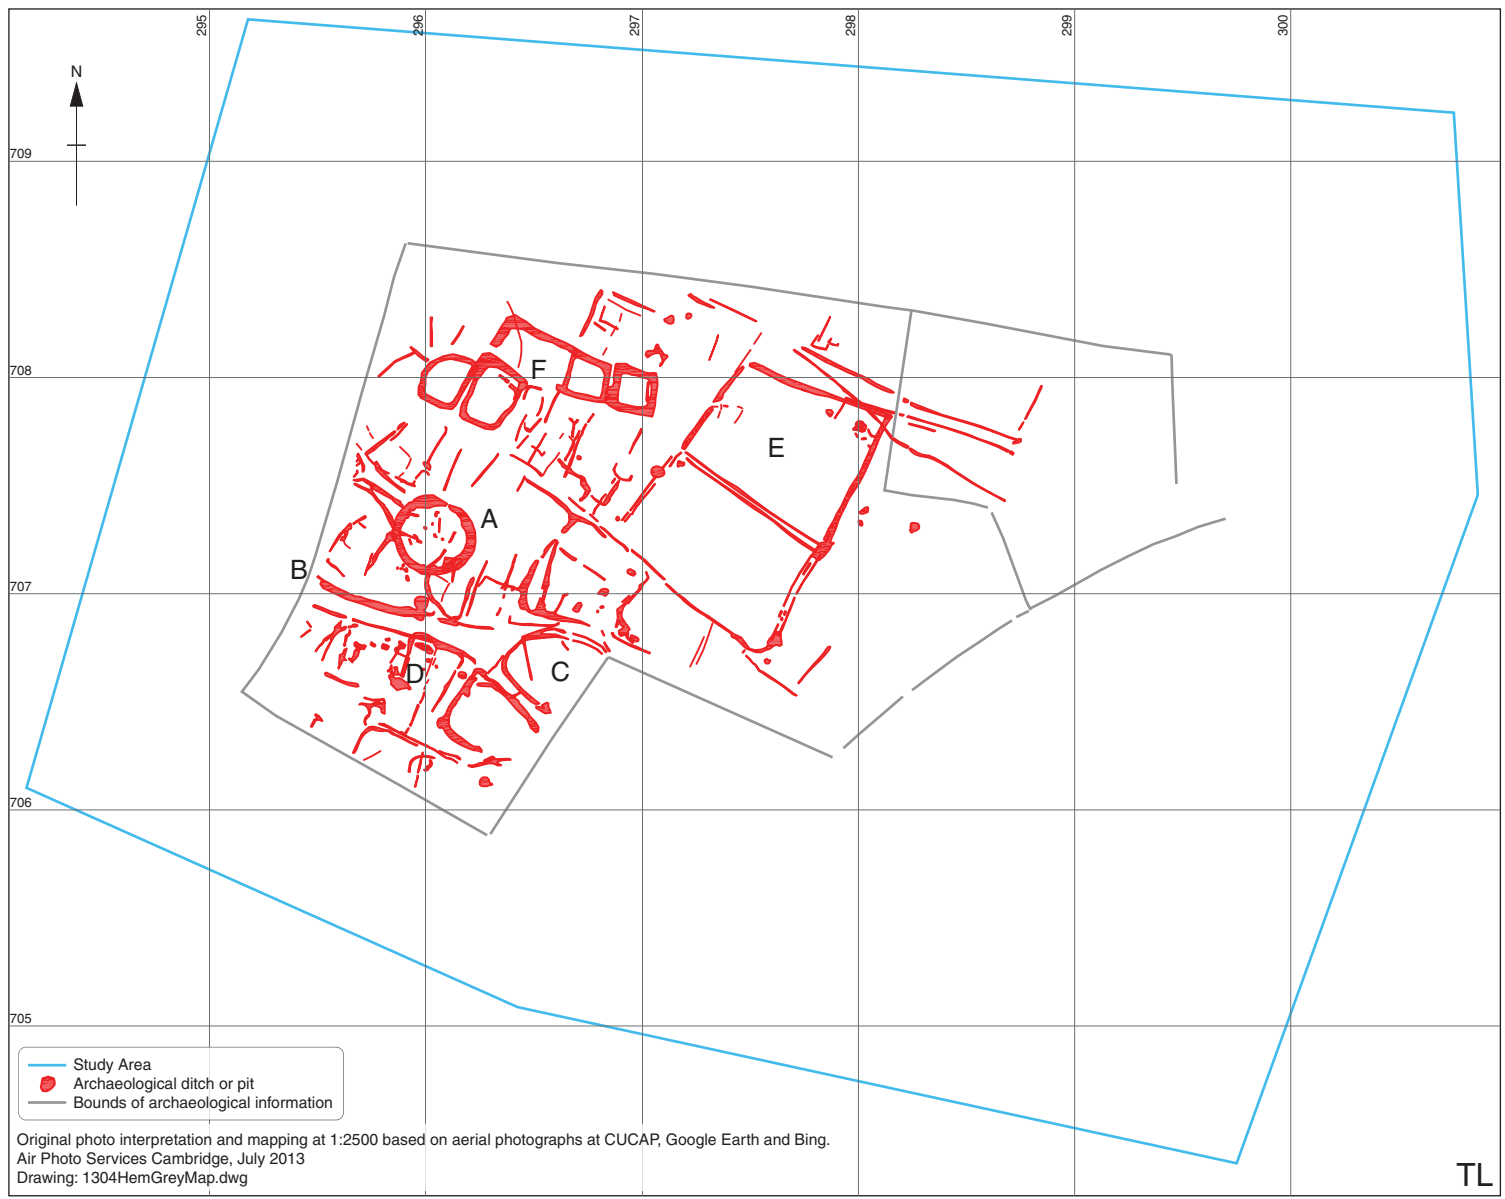 295
296
297
298
299
300
N
709
708
F
E
A
B
707
C
D
706
705
Study Area
Archaeological ditch or pit
Bounds of archaeological information
Original photo interpretation and mapping at 1:2500 based on aerial photographs at CUCAP, Google Earth and Bing.
Air Photo Services Cambridge, July 2013
Drawing: 1304HemGreyMap.dwg
TL